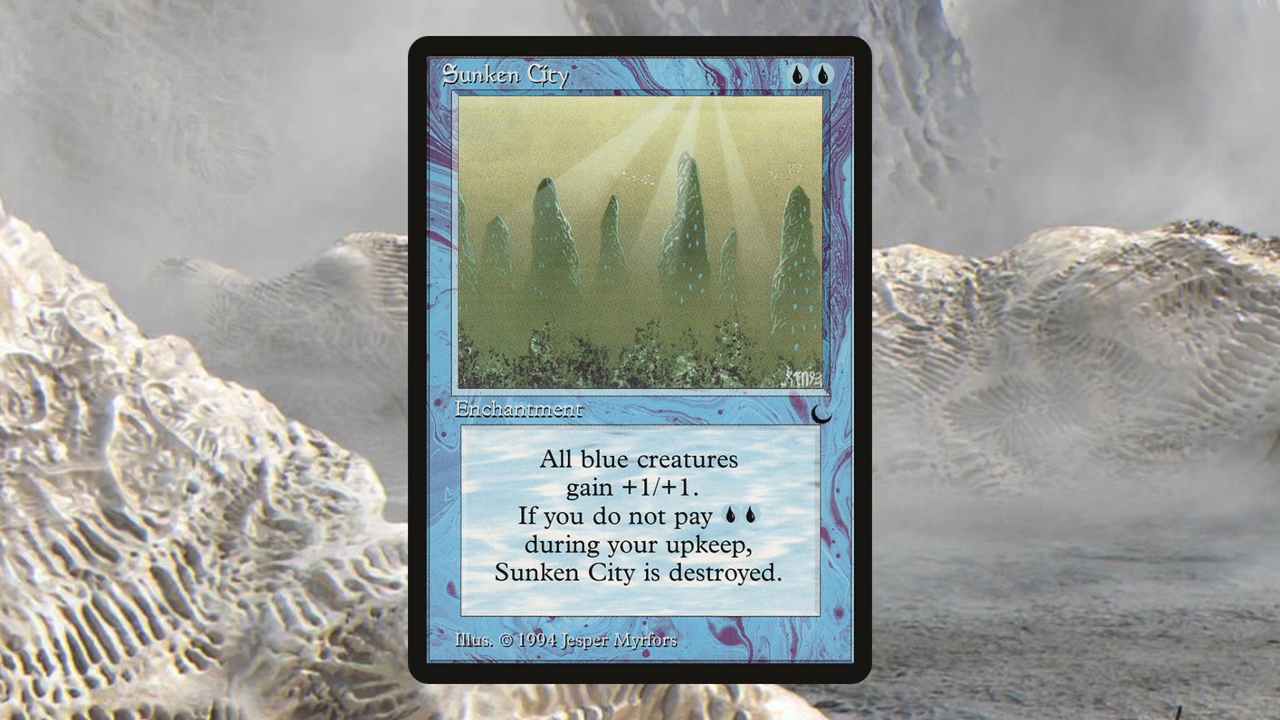 Sunken City
Enchantment
All blue creatures
gain +1/+1.
If you do not pay
during your upkeep,
Sunken City is destroyed.
Illus. © 1994 Jesper Myrfors